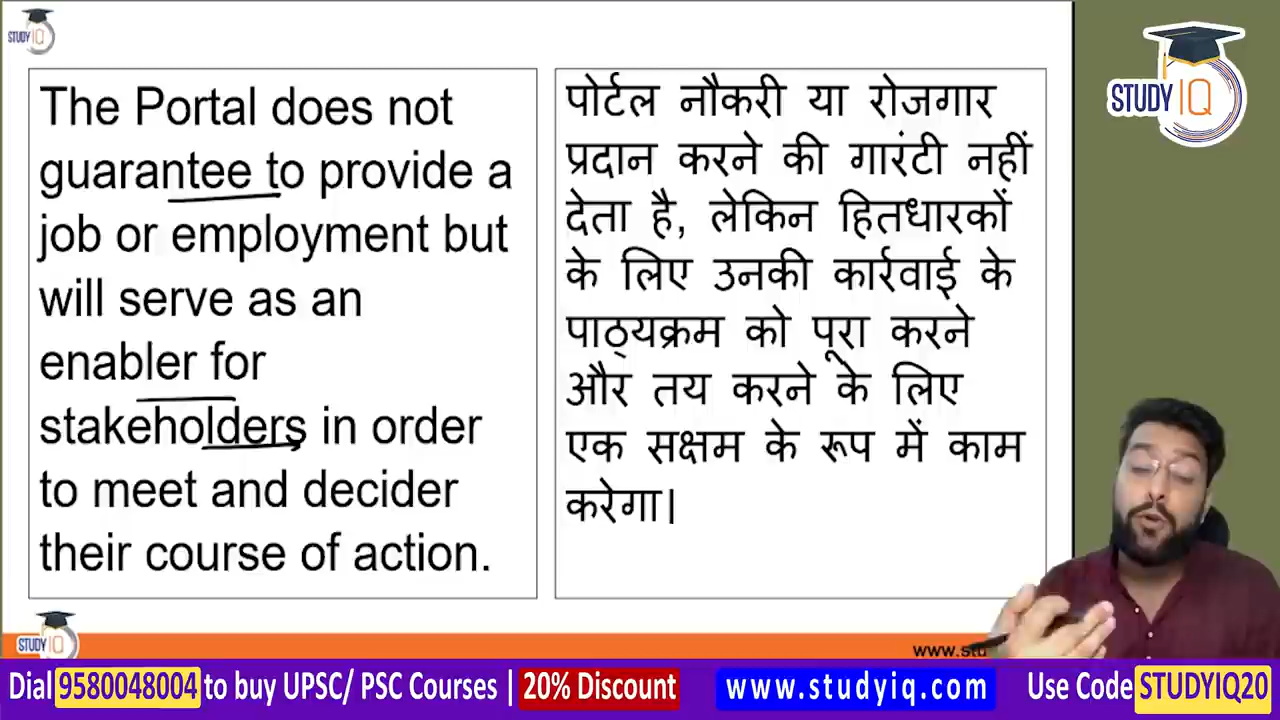 STUDY IQ
The Portal does not
guarantee to provide a
job or employment but
will serve as an
enabler for
stakeholders in order
to meet and decider
their course of action.
पोर्टल नौकरी या रोजगार
प्रदान करने की गारंटी नहीं
देता है, लेकिन हितधारकों
के लिए उनकी कार्रवाई के
पाठ्यक्रम को पूरा करने
और तय करने के लिए
एक सक्षम के रूप में काम
करेगा।
STUDY IQ
STUDY IQ
www.stu
Dial 9580048004 to buy UPSC/ PSC Courses | 20% Discount www.studyiq.com Use Code STUDYIQ20